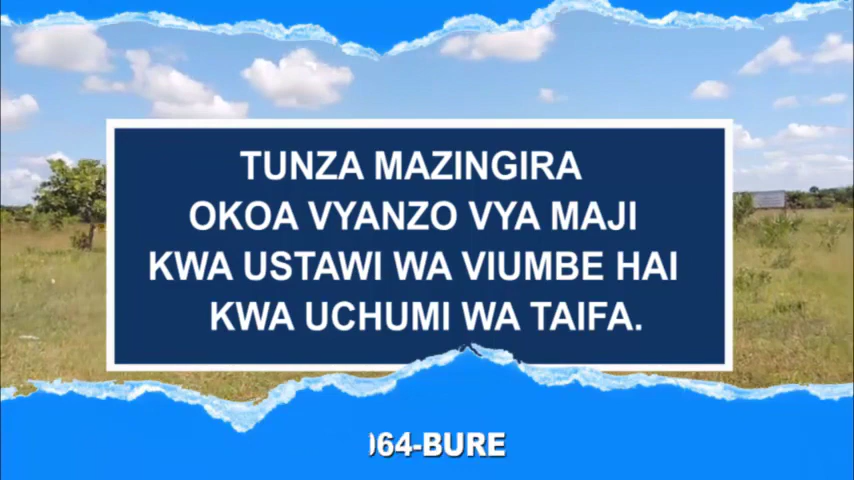 TUNZA MAZINGIRA
OKOA VYANZO VYA MAJI
KWA USTAWI WA VIUMBE HAI
KWA UCHUMI WA TAIFA.
064-BURE